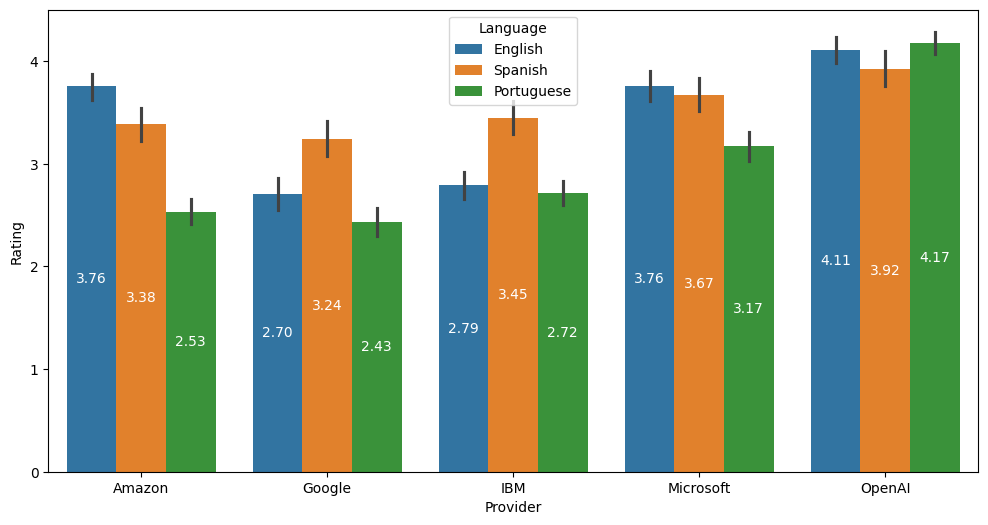 Language
English
Spanish
Portuguese
Rating
4
3
2
1
0
3.76
3.38
2.53
2.70
3.24
2.43
2.79
3.45
2.72
3.76
3.67
3.17
4.11
3.92
4.17
Amazon
Google
IBM
Microsoft
OpenAI
Provider